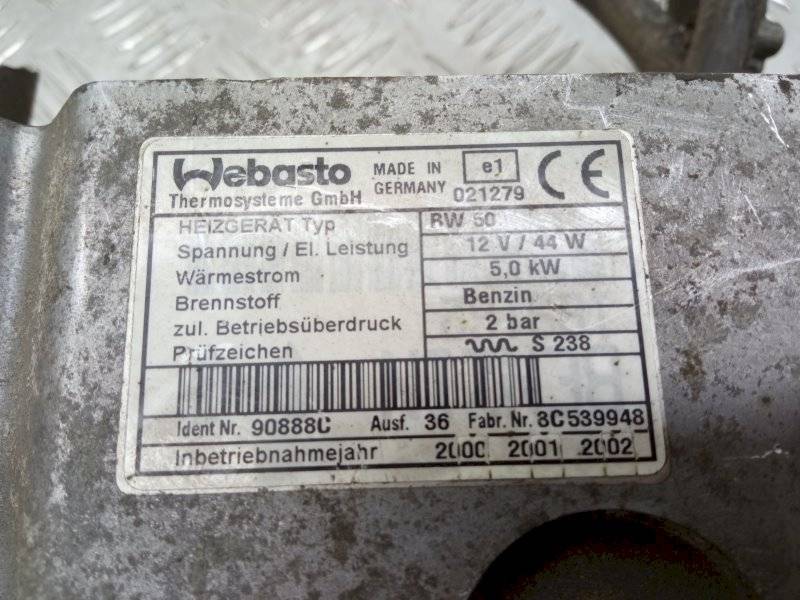 Webasto MADE IN e1 CE
Thermosysteme GmbH GERMANY 021279
HEIZGERÄT Typ BW 50
Spannung / El. Leistung 12 V / 44 W
Wärmestrom 5,0 kW
Brennstoff Benzin
zul. Betriebsüberdruck 2 bar
Prüfzeichen S 238
Ident Nr. 90888C Ausf. 36 Fabr. Nr. 8C539948
Inbetriebnahmejahr 2000 2001 2002